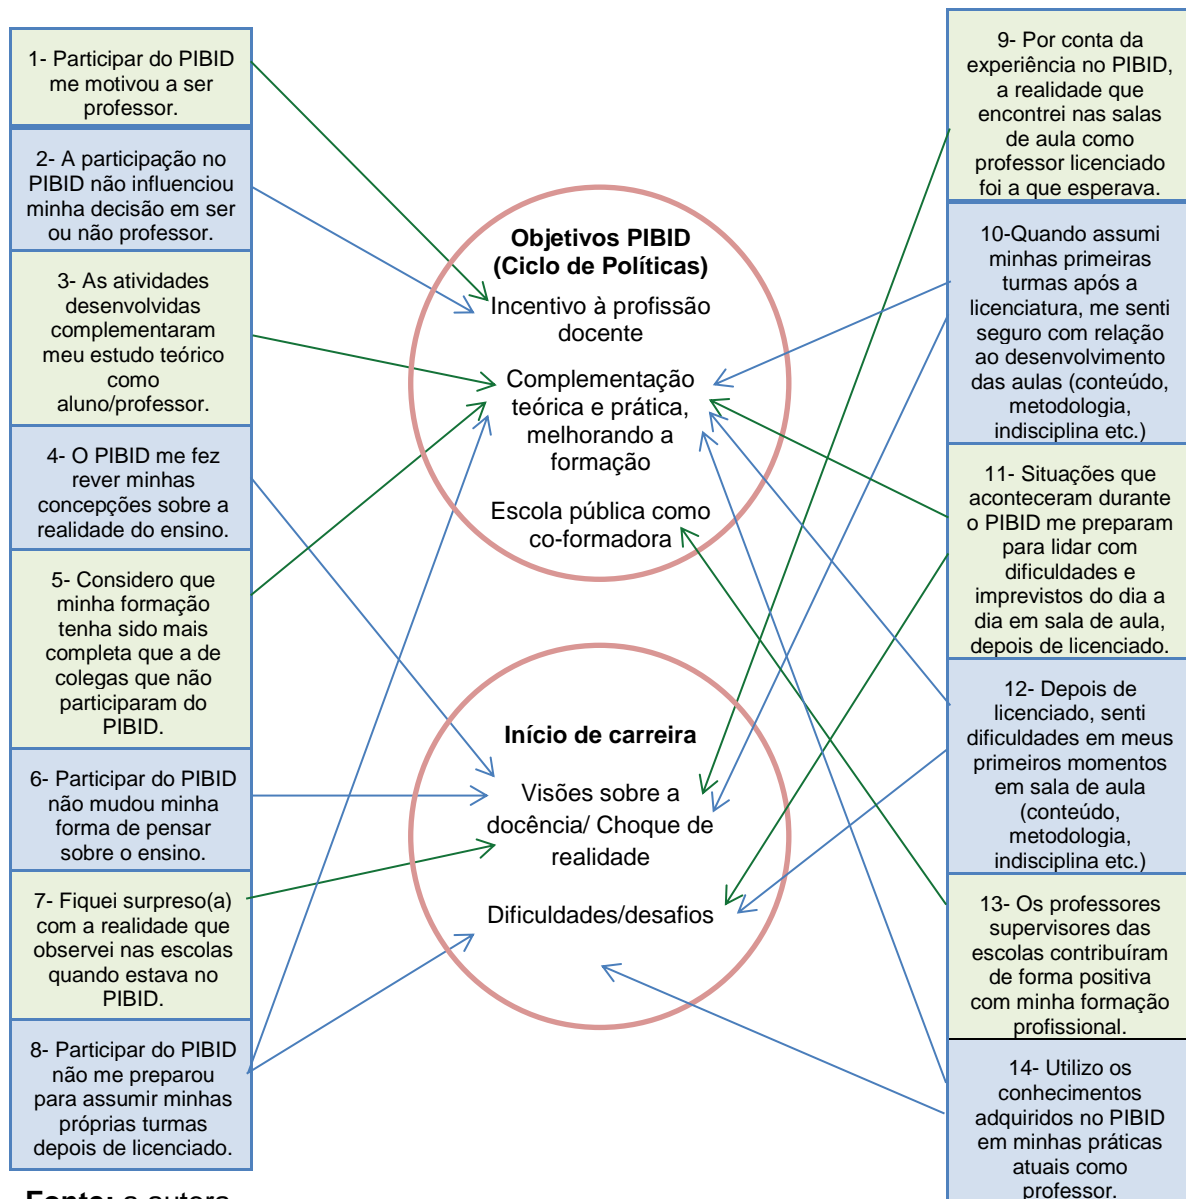 1- Participar do PIBID
me motivou a ser
professor.
2- A participação no
PIBID não influenciou
minha decisão em ser
ou não professor.
3- As atividades
desenvolvidas
complementaram
meu estudo teórico
como
aluno/professor.
4- O PIBID me fez
rever minhas
concepções sobre a
realidade do ensino.
5- Considero que
minha formação
tenha sido mais
completa que a de
colegas que não
participaram do
PIBID.
6- Participar do PIBID
não mudou minha
forma de pensar
sobre o ensino.
7- Fiquei surpreso(a)
com a realidade que
observei nas escolas
quando estava no
PIBID.
8- Participar do PIBID
não me preparou
para assumir minhas
próprias turmas
depois de licenciado.
Objetivos PIBID
(Ciclo de Políticas)
Incentivo à profissão
docente
Complementação
teórica e prática,
melhorando a
formação
Escola pública como
co-formadora
Início de carreira
Visões sobre a
docência/ Choque de
realidade
Dificuldades/desafios
9- Por conta da
experiência no PIBID,
a realidade que
encontrei nas salas
de aula como
professor licenciado
foi a que esperava.
10-Quando assumi
minhas primeiras
turmas após a
licenciatura, me senti
seguro com relação
ao desenvolvimento
das aulas (conteúdo,
metodologia,
indisciplina etc.)
11- Situações que
aconteceram durante
o PIBID me preparam
para lidar com
dificuldades e
imprevistos do dia a
dia em sala de aula,
depois de licenciado.
12- Depois de
licenciado, senti
dificuldades em meus
primeiros momentos
em sala de aula
(conteúdo,
metodologia,
indisciplina etc.)
13- Os professores
supervisores das
escolas contribuíram
de forma positiva
com minha formação
profissional.
14- Utilizo os
conhecimentos
adquiridos no PIBID
em minhas práticas
atuais como
professor.
Fonte: a autora